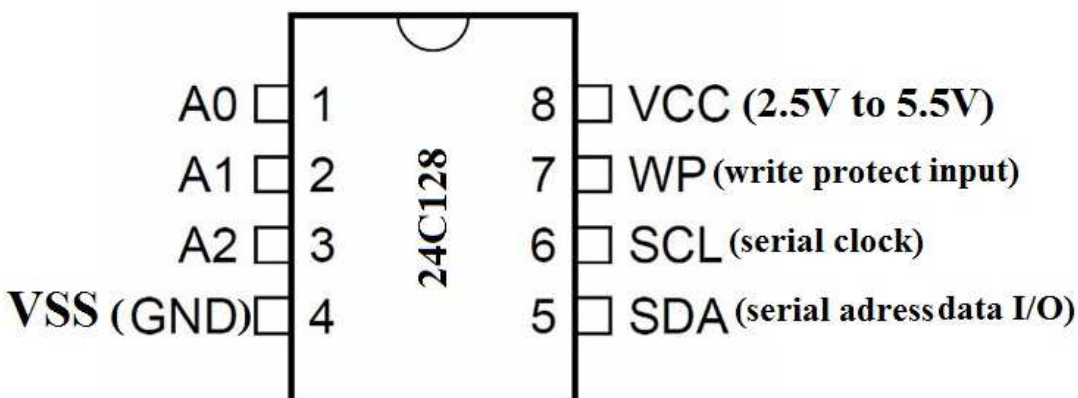 A0 1 8 VCC (2.5V to 5.5V)
A1 2 7 WP (write protect input)
A2 3 6 SCL (serial clock)
VSS (GND) 4 5 SDA (serial adress data I/O)
24C128